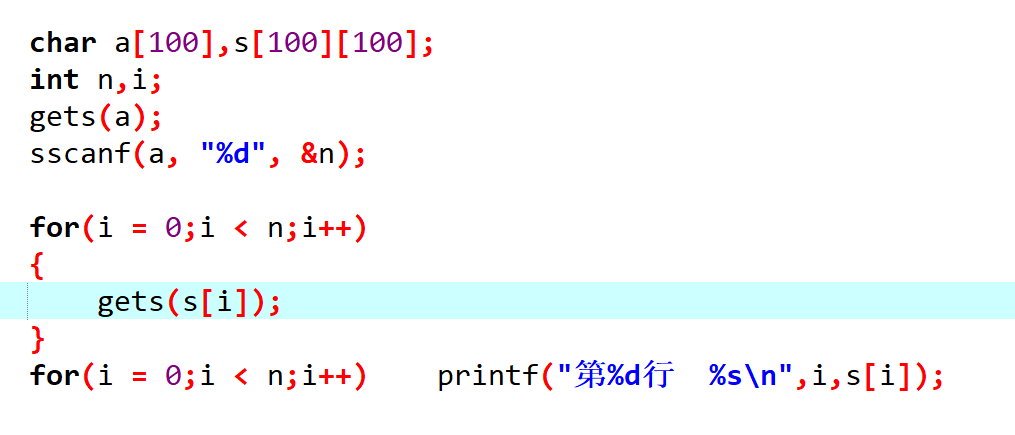 char a[100],s[100][100];
int n,i;
gets(a);
sscanf(a, "%d", &n);
for(i = 0;i < n;i++)
{
    gets(s[i]);
}
for(i = 0;i < n;i++)    printf("第%d行  %s\n",i,s[i]);